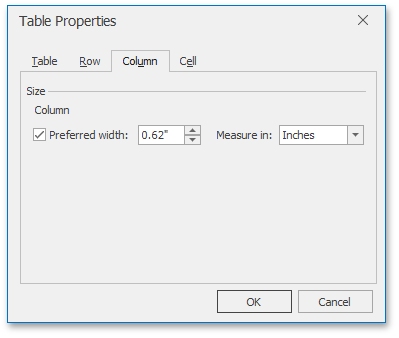 Table Properties
Table Row Column Cell
Size
Column
Preferred width: 0.62" Measure in: Inches
OK Cancel